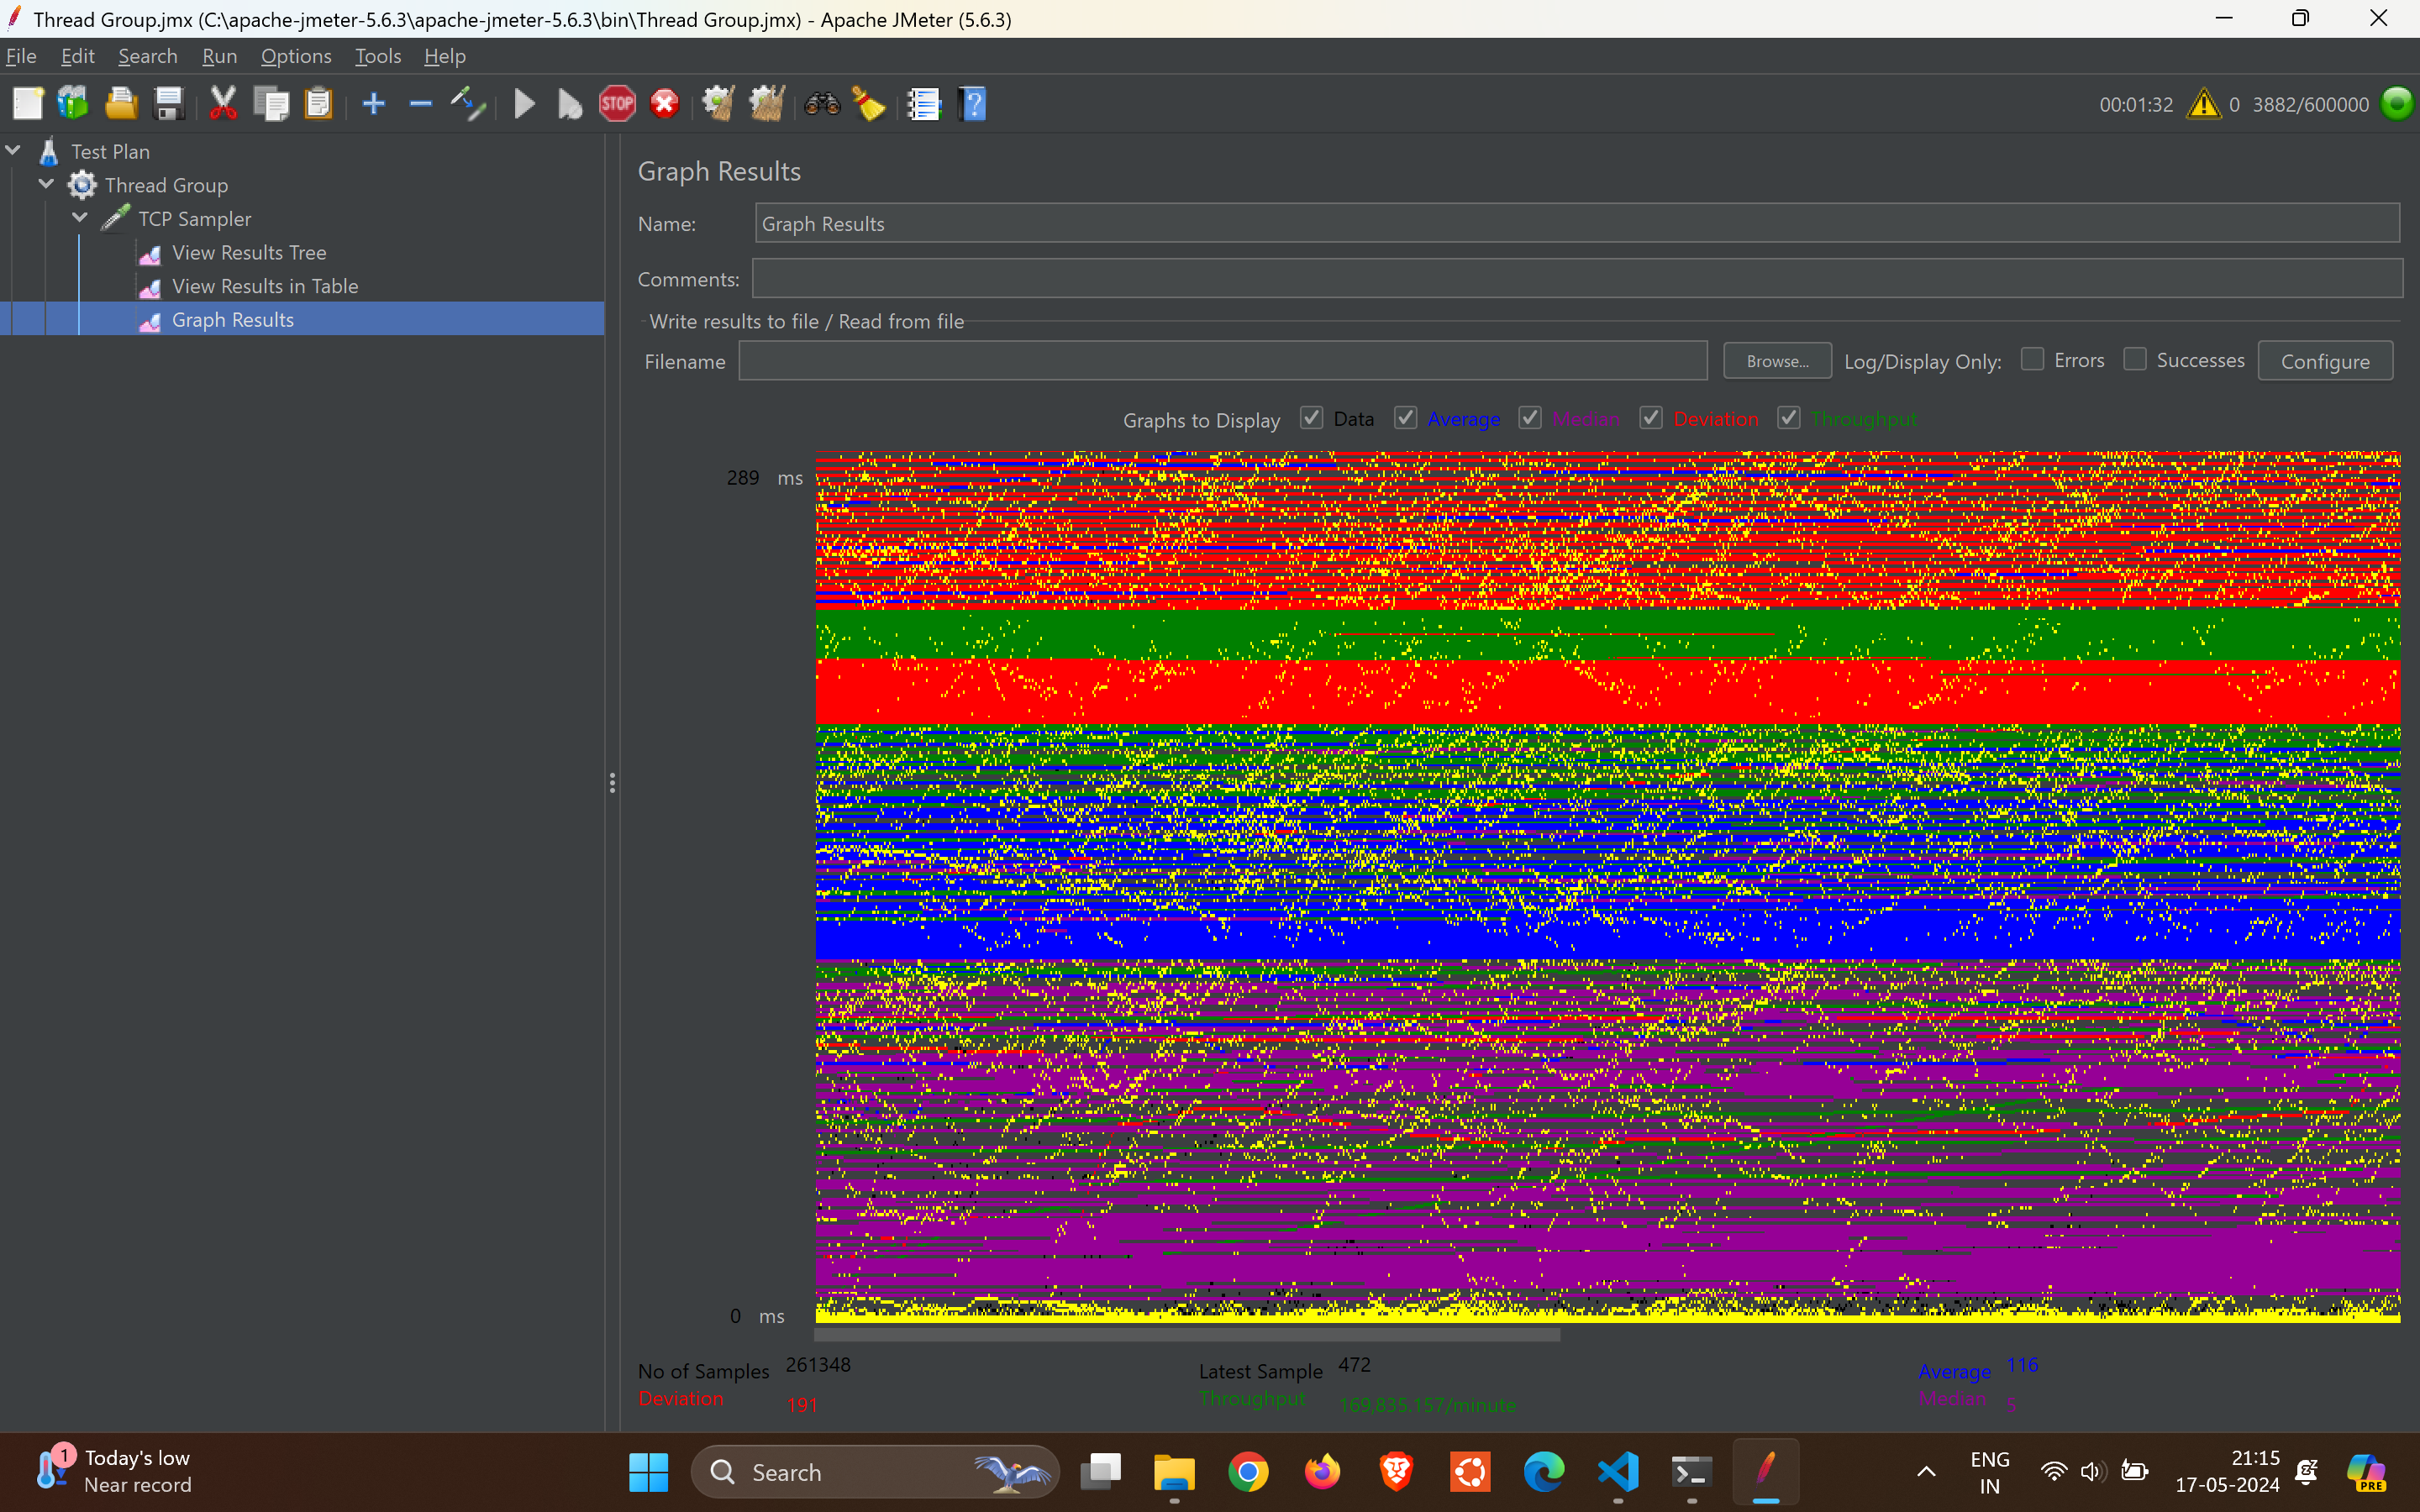 Thread Group.jmx (C:\apache-jmeter-5.6.3\apache-jmeter-5.6.3\bin\Thread Group.jmx) - Apache JMeter (5.6.3)
File Edit Search Run Options Tools Help
STOP ? 00:01:32 0 3882/600000
Test Plan
Thread Group
TCP Sampler
View Results Tree
View Results in Table
Graph Results
Graph Results
Name: Graph Results
Comments:
Write results to file / Read from file
Filename Browse... Log/Display Only: Errors Successes Configure
Graphs to Display Data Average Median Deviation Throughput
289 ms
0 ms
No of Samples 261348 Latest Sample 472 Average 116
Deviation 191 Throughput 169,835.157/minute Median 5
1 Today's low
Near record
Search
ENG
IN
21:15
17-05-2024
PRE